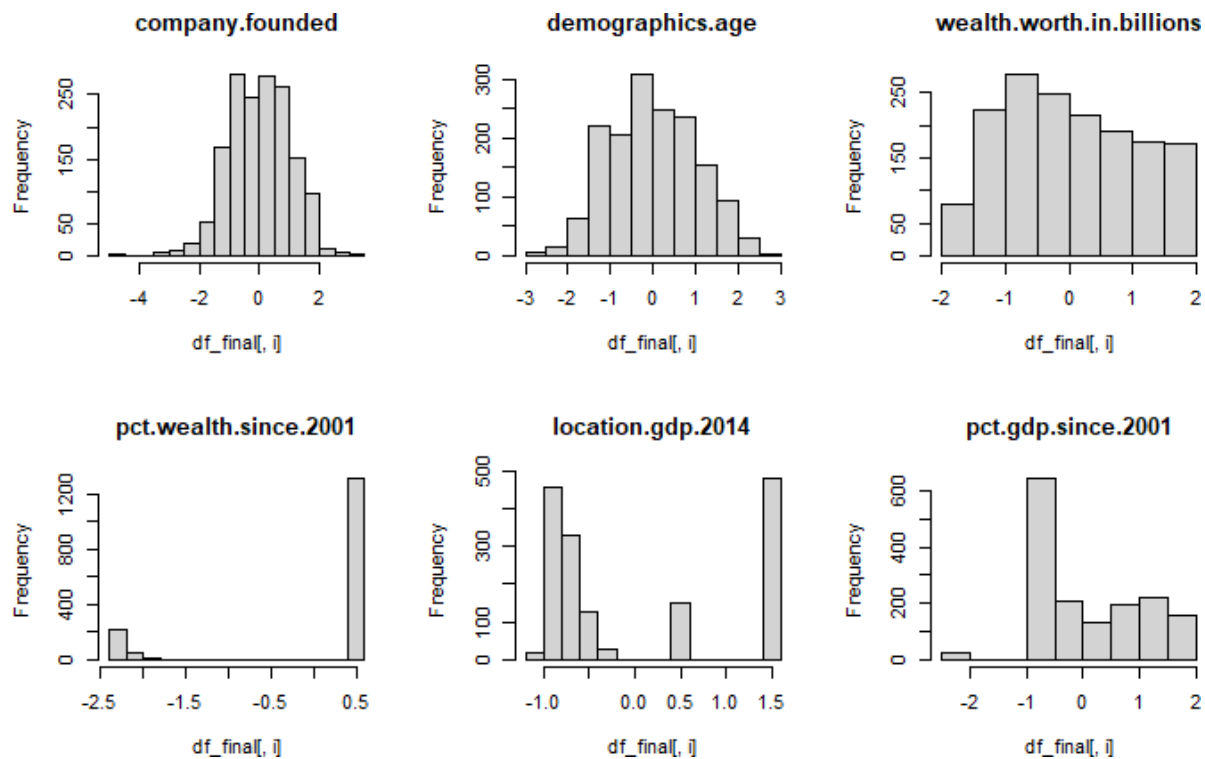 company.founded
Frequency
0
50
150
250
-4
-2
0
2
df_final[, i]
demographics.age
Frequency
0
100
200
300
-3
-2
-1
0
1
2
3
df_final[, i]
wealth.worth.in.billions
Frequency
0
50
150
250
-2
-1
0
1
2
df_final[, i]
pct.wealth.since.2001
Frequency
0
400
800
1200
-2.5
-1.5
-0.5
0.5
df_final[, i]
location.gdp.2014
Frequency
0
100
300
500
-1.0
0.0
0.5
1.5
df_final[, i]
pct.gdp.since.2001
Frequency
0
200
400
600
-2
-1
0
1
2
df_final[, i]